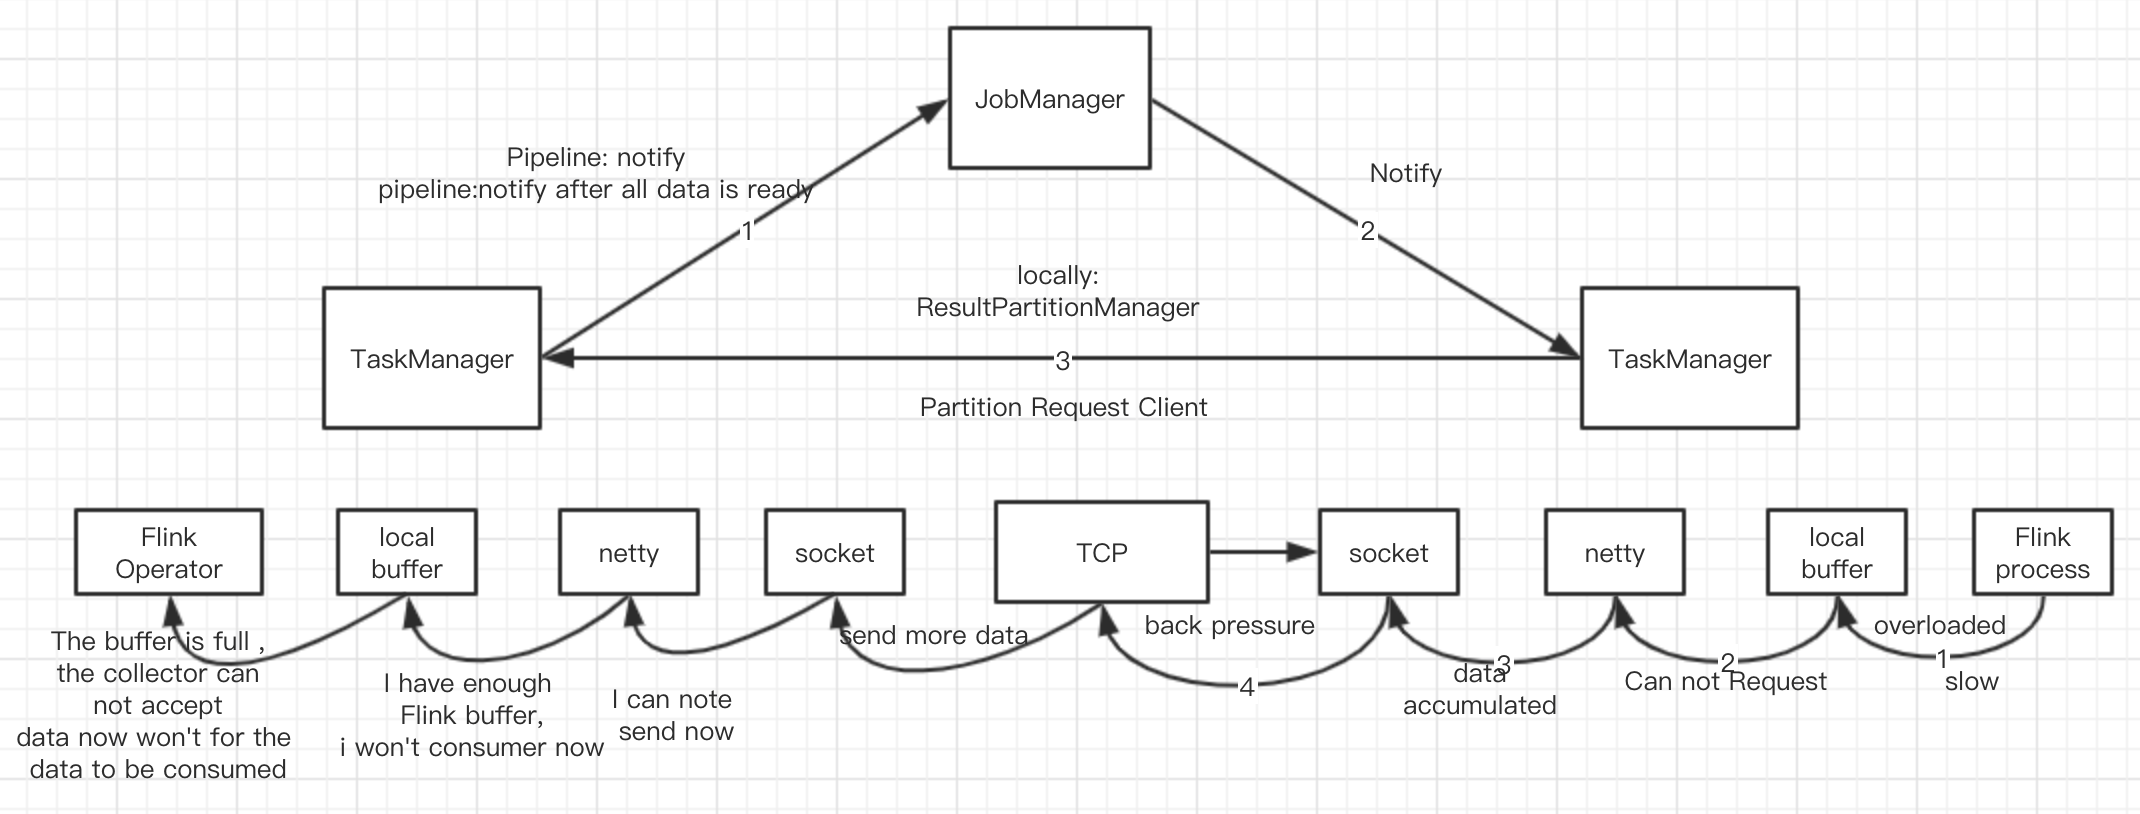 JobManager
Pipeline: notify
pipeline:notify after all data is ready
1
Notify
2
locally:
ResultPartitionManager
TaskManager
3
TaskManager
Partition Request Client
Flink
Operator
local
buffer
netty
socket
TCP
socket
netty
local
buffer
Flink
process
The buffer is full ,
the collector can
not accept
data now won't for the
data to be consumed
I have enough
Flink buffer,
i won't consumer now
I can note
send now
send more data
back pressure
4
3
data
accumulated
2
Can not Request
overloaded
1
slow